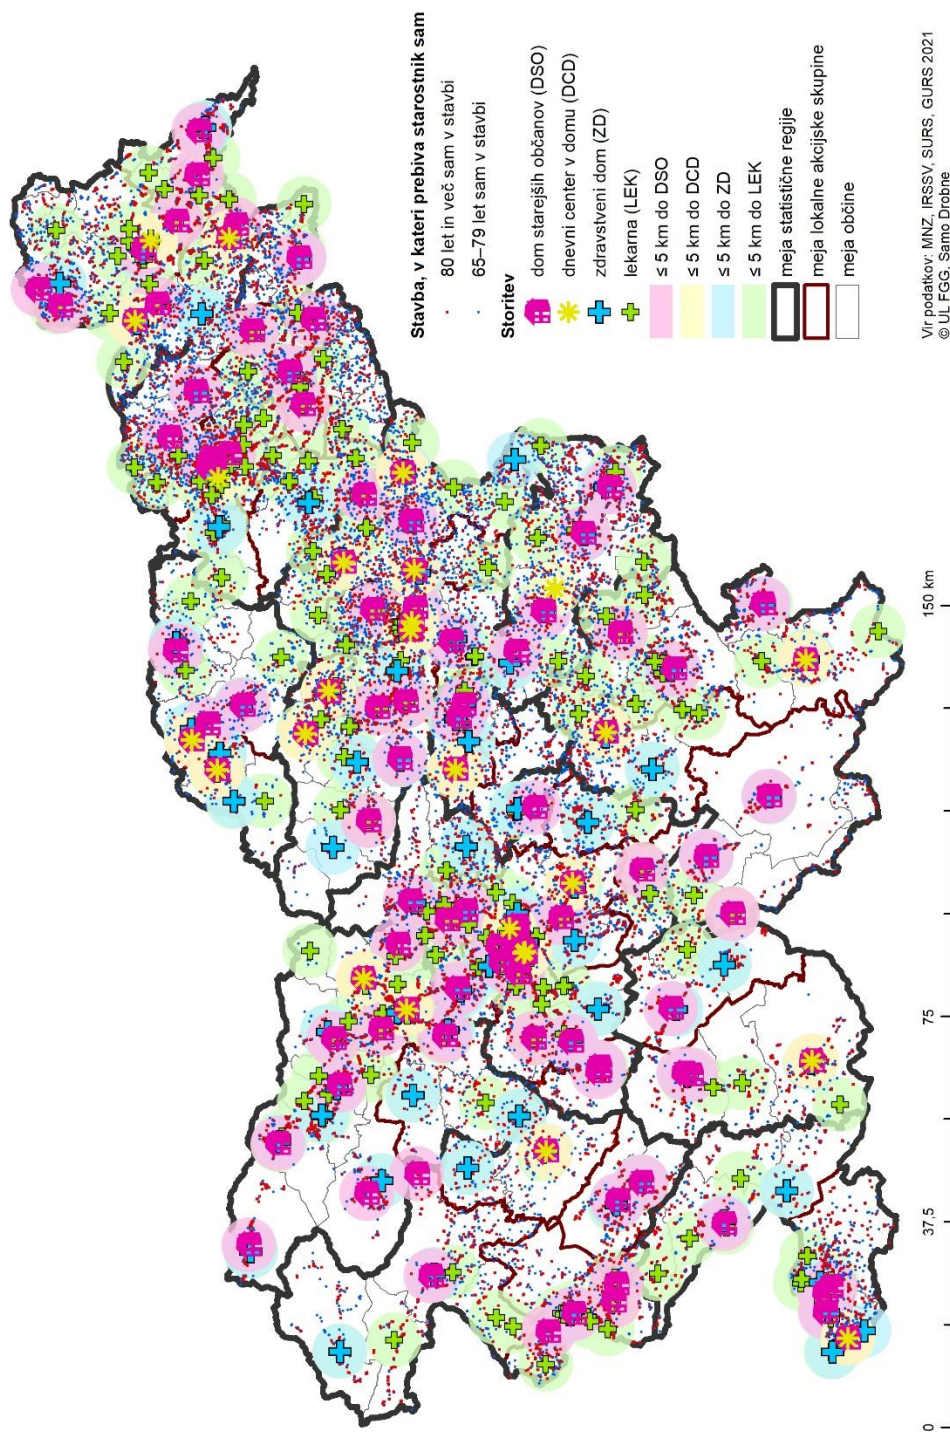 Stavba, v kateri prebiva starostnik sam
80 let in več sam v stavbi
65–79 let sam v stavbi
Storitev
dom starejših občanov (DSO)
dnevni center v domu (DCD)
zdravstveni dom (ZD)
lekarna (LEK)
≤ 5 km do DSO
≤ 5 km do DCD
≤ 5 km do ZD
≤ 5 km do LEK
meja statistične regije
meja lokalne akcijske skupine
meja občine
0 37,5 75 150 km
Vir podatkov: MNZ, IRSSV, SURS, GURS 2021
© UL FGG, Samo Drobne